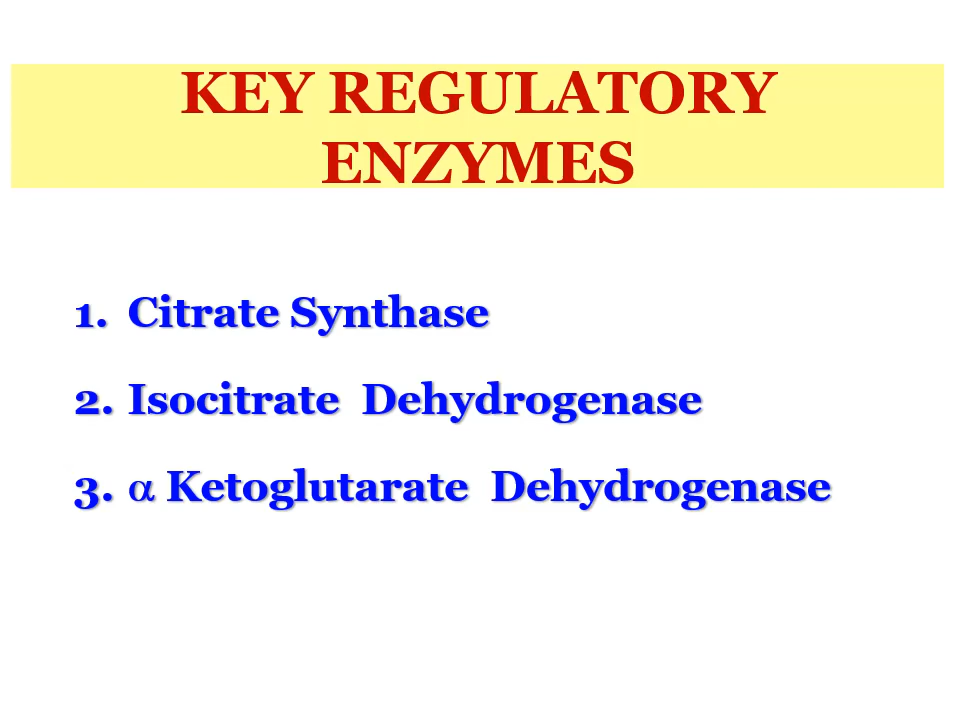 KEY REGULATORY
ENZYMES
1. Citrate Synthase
2. Isocitrate Dehydrogenase
3. α Ketoglutarate Dehydrogenase